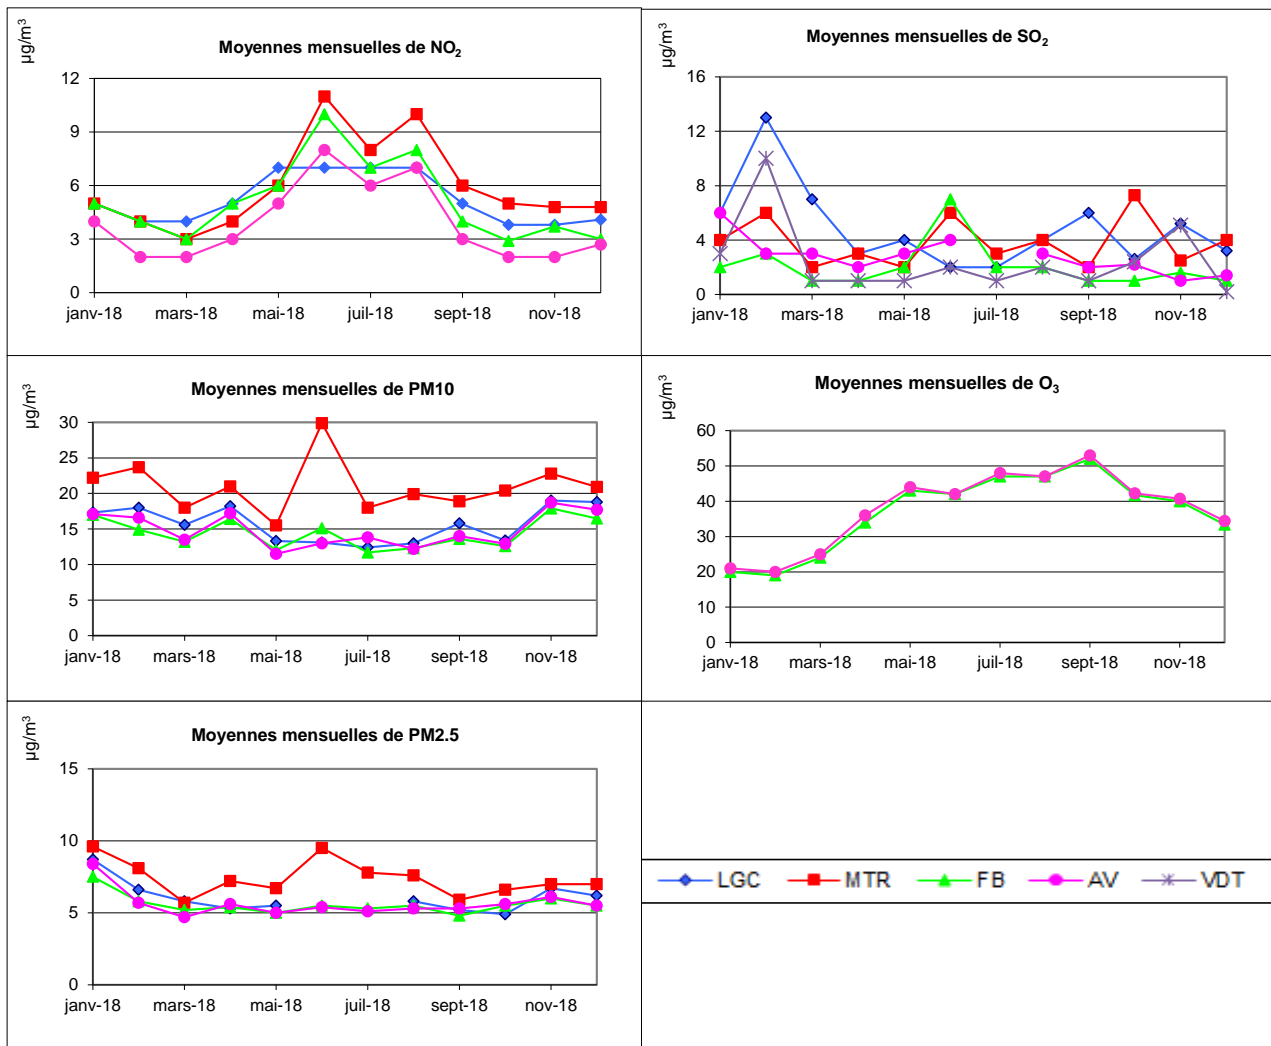 µg/m³
Moyennes mensuelles de NO₂
12
9
6
3
0
janv-18 mars-18 mai-18 juil-18 sept-18 nov-18
µg/m³
Moyennes mensuelles de SO₂
16
12
8
4
0
janv-18 mars-18 mai-18 juil-18 sept-18 nov-18
µg/m³
Moyennes mensuelles de PM10
30
25
20
15
10
5
0
janv-18 mars-18 mai-18 juil-18 sept-18 nov-18
µg/m³
Moyennes mensuelles de O₃
60
50
40
30
20
10
0
janv-18 mars-18 mai-18 juil-18 sept-18 nov-18
µg/m³
Moyennes mensuelles de PM2.5
15
10
5
0
janv-18 mars-18 mai-18 juil-18 sept-18 nov-18
LGC MTR FB AV VDT